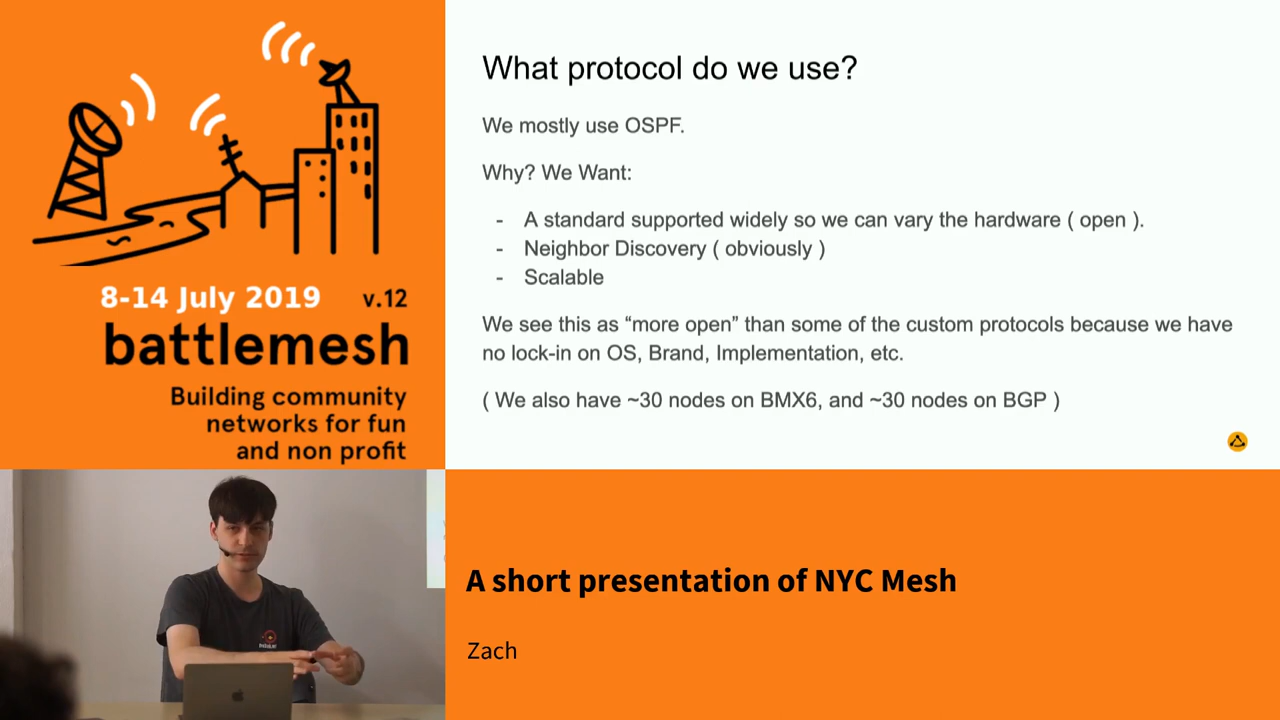 8-14 July 2019 v.12
battlemesh
Building community
networks for fun
and non profit
What protocol do we use?
We mostly use OSPF.
Why? We Want:
- A standard supported widely so we can vary the hardware ( open ).
- Neighbor Discovery ( obviously )
- Scalable
We see this as “more open” than some of the custom protocols because we have
no lock-in on OS, Brand, Implementation, etc.
( We also have ~30 nodes on BMX6, and ~30 nodes on BGP )
A short presentation of NYC Mesh
Zach